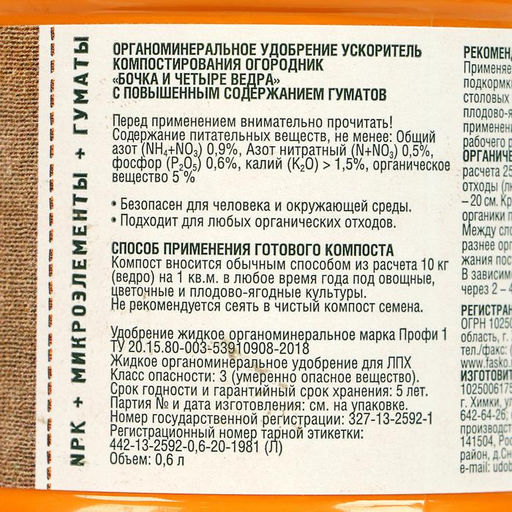 NPK + МИКРОЭЛЕМЕНТЫ + ГУМАТЫ
ОРГАНОМИНЕРАЛЬНОЕ УДОБРЕНИЕ УСКОРИТЕЛЬ
КОМПОСТИРОВАНИЯ ОГОРОДНИК
«БОЧКА И ЧЕТЫРЕ ВЕДРА»
С ПОВЫШЕННЫМ СОДЕРЖАНИЕМ ГУМАТОВ
Перед применением внимательно прочитать!
Содержание питательных веществ, не менее: Общий
азот (NH₄+NO₃) 0,9%, Азот нитратный (N+NO₃) 0,5%,
фосфор (P₂O₅) 0,6%, калий (K₂O) > 1,5%, органическое
вещество 5 %
• Безопасен для человека и окружающей среды.
• Подходит для любых органических отходов.
СПОСОБ ПРИМЕНЕНИЯ ГОТОВОГО КОМПОСТА
Компост вносится обычным способом из расчета 10 кг
(ведро) на 1 кв.м. в любое время года под овощные,
цветочные и плодово-ягодные культуры.
Не рекомендуется сеять в чистый компост семена.
Удобрение жидкое органоминеральное марка Профи 1
ТУ 20.15.80-003-53910908-2018
Жидкое органоминеральное удобрение для ЛПХ
Класс опасности: 3 (умеренно опасное вещество).
Срок годности и гарантийный срок хранения: 5 лет.
Партия № и дата изготовления: см. на упаковке.
Номер государственной регистрации: 327-13-2592-1
Регистрационный номер тарной этикетки:
442-13-2592-0,6-20-1981 (Л)
Объем: 0,6 л
РЕКОМЕНД
Применя
подкормк
столовых
плодово-я
применени
рабочего р
ОРГАНИЧЕ
расчета 25
отходы (л
– 20 см. Кр
органики п
Между сло
разнее орг
жания пос
В зависим
через 2 – 4
РЕГИСТРАН
ОГРН 10250
область, г.
тел./факс: (
www.fasko.
ИЗГОТОВИТ
1025006175
г. Химки, ул
642-64-26;
производст
141504, Рос
район, д.Сн
e-mail: udob